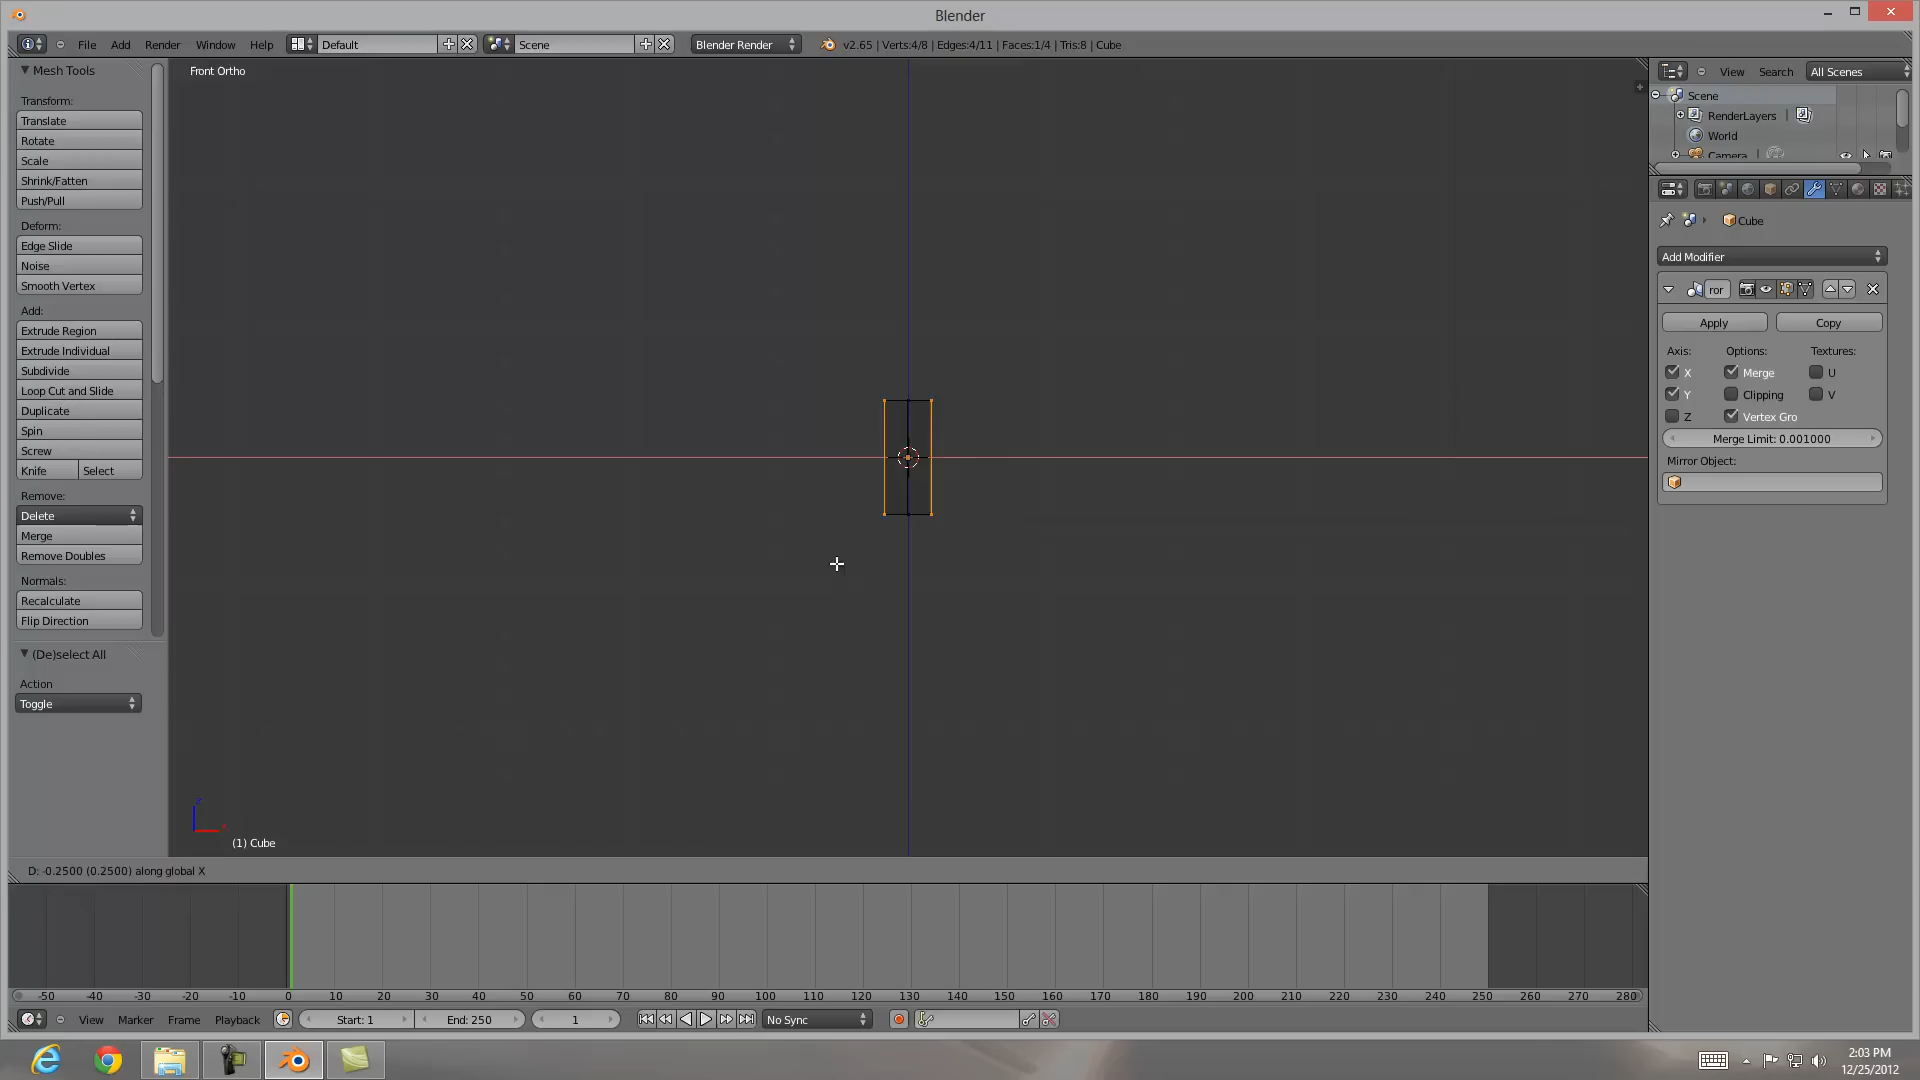 Blender
File Add Render Window Help Default Scene Blender Render v2.65 | Verts:4/8 | Edges:4/11 | Faces:1/4 | Tris:8 | Cube
Mesh Tools
Transform:
Translate
Rotate
Scale
Shrink/Fatten
Push/Pull
Deform:
Edge Slide
Noise
Smooth Vertex
Add:
Extrude Region
Extrude Individual
Subdivide
Loop Cut and Slide
Duplicate
Spin
Screw
Knife Select
Remove:
Delete
Merge
Remove Doubles
Normals:
Recalculate
Flip Direction
(De)select All
Action
Toggle
Front Ortho
(1) Cube
D: -0.2500 (0.2500) along global X
View Search All Scenes
Scene
RenderLayers
World
Camera
Cube
Add Modifier
ror
Apply Copy
Axis: Options: Textures:
X Merge U
Y Clipping V
Z Vertex Gro
Merge Limit: 0.001000
Mirror Object:
-50 -40 -30 -20 -10 0 10 20 30 40 50 60 70 80 90 100 110 120 130 140 150 160 170 180 190 200 210 220 230 240 250 260 270 280
View Marker Frame Playback Start: 1 End: 250 1 No Sync
2:03 PM
12/25/2012